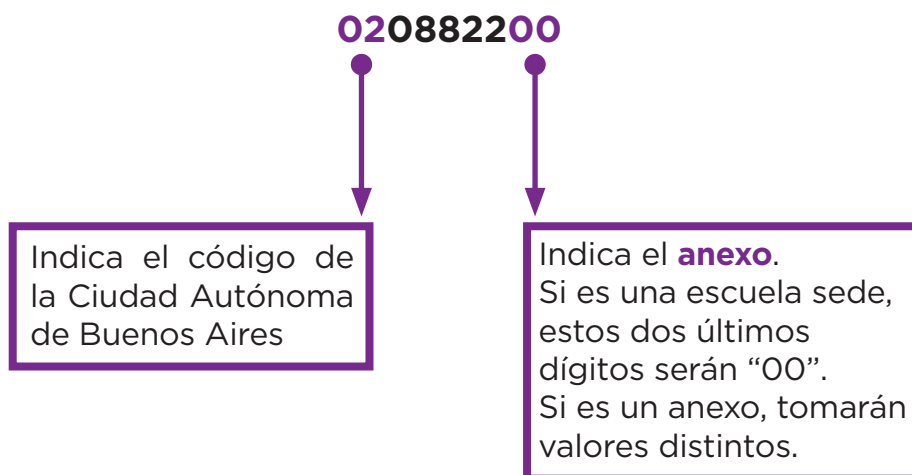 020882200
Indica el código de
la Ciudad Autónoma
de Buenos Aires
Indica el anexo.
Si es una escuela sede,
estos dos últimos
dígitos serán “00”.
Si es un anexo, tomarán
valores distintos.